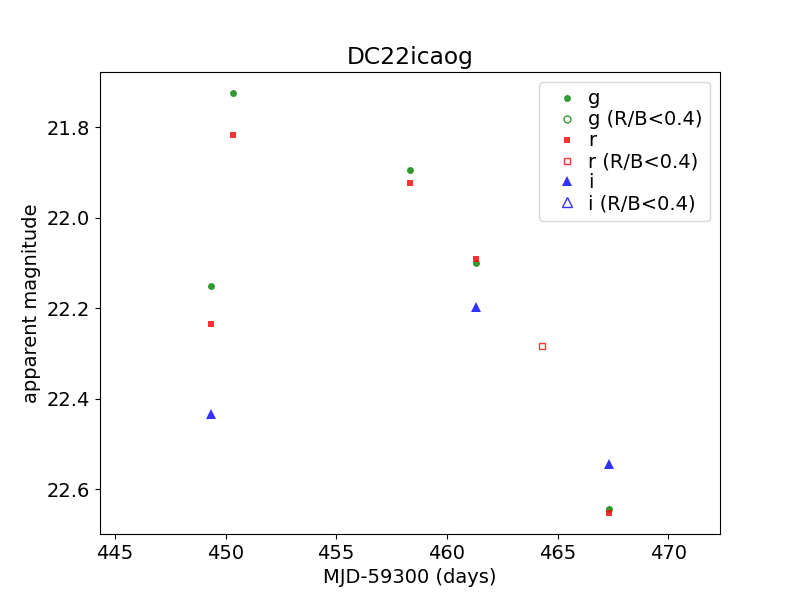 DC22icaog
g
g (R/B<0.4)
r
r (R/B<0.4)
i
i (R/B<0.4)
21.8
22.0
22.2
22.4
22.6
apparent magnitude
445 450 455 460 465 470
MJD-59300 (days)